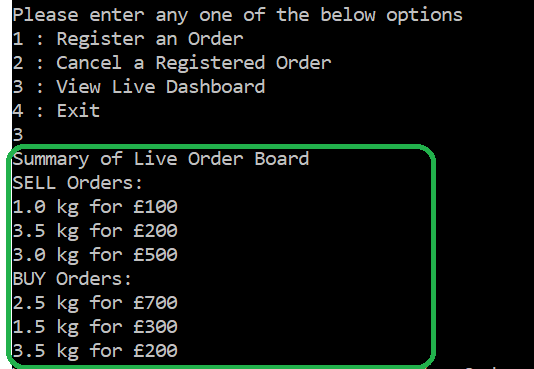 Please enter any one of the below options
1 : Register an Order
2 : Cancel a Registered Order
3 : View Live Dashboard
4 : Exit
3
Summary of Live Order Board
SELL Orders:
1.0 kg for £100
3.5 kg for £200
3.0 kg for £500
BUY Orders:
2.5 kg for £700
1.5 kg for £300
3.5 kg for £200